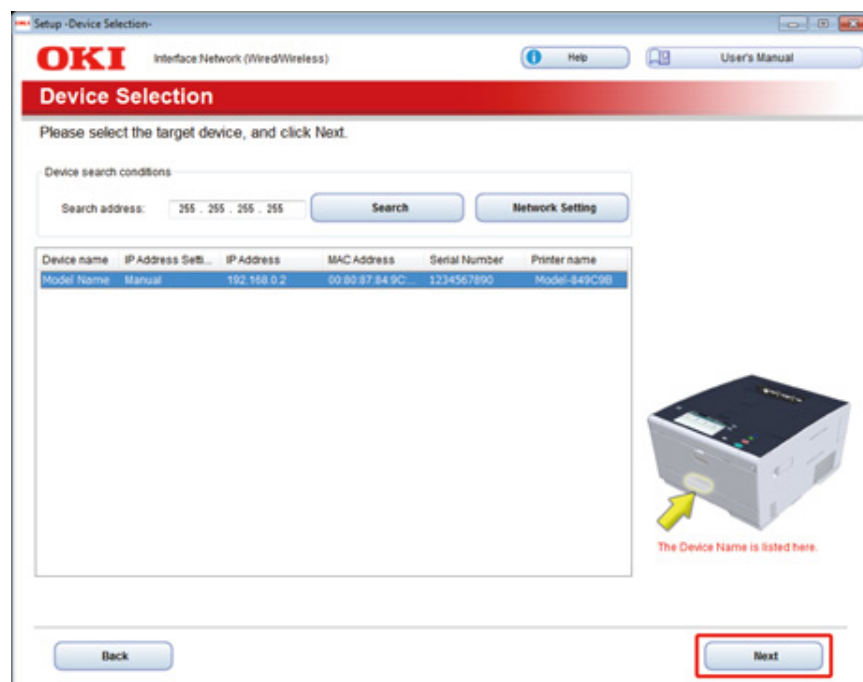 Setup -Device Selection-
OKI Interface:Network (Wired/Wireless) Help User's Manual
Device Selection
Please select the target device, and click Next.
Device search conditions
Search address: 255 . 255 . 255 . 255 Search Network Setting
Device name IP Address Setti... IP Address MAC Address Serial Number Printer name
Model Name Manual 192.168.0.2 00:80:87:84:9C... 1234567890 Model-849C9B
The Device Name is listed here.
Back Next